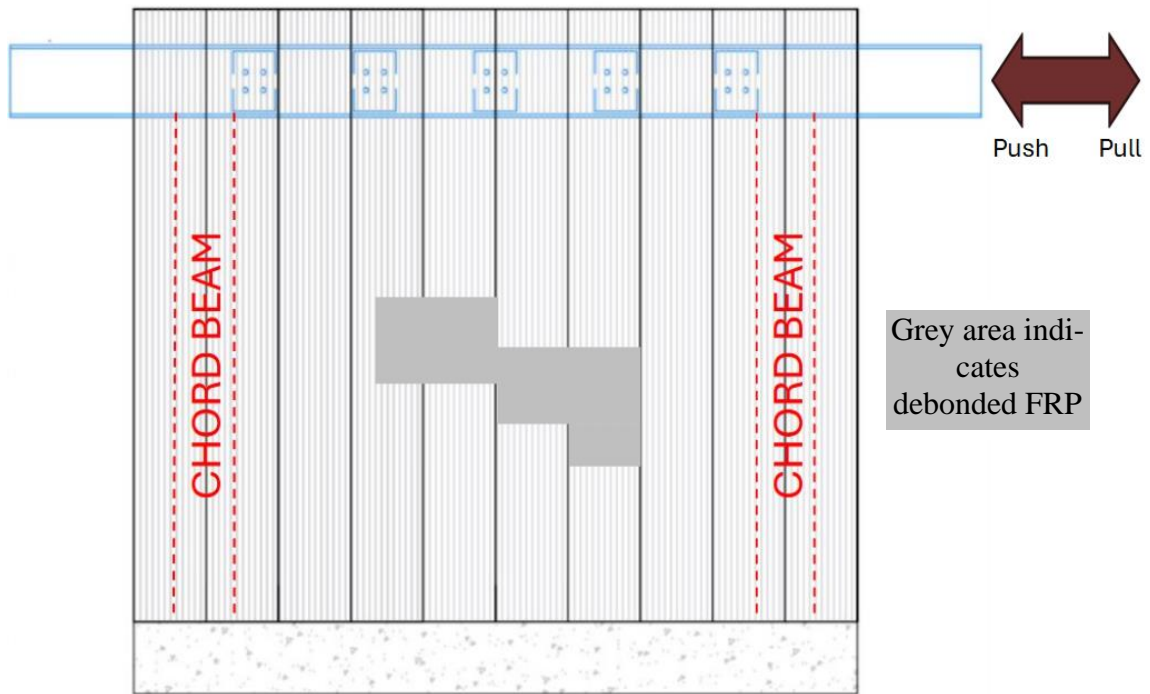 Push Pull
CHORD BEAM
CHORD BEAM
Grey area indi-
cates
debonded FRP